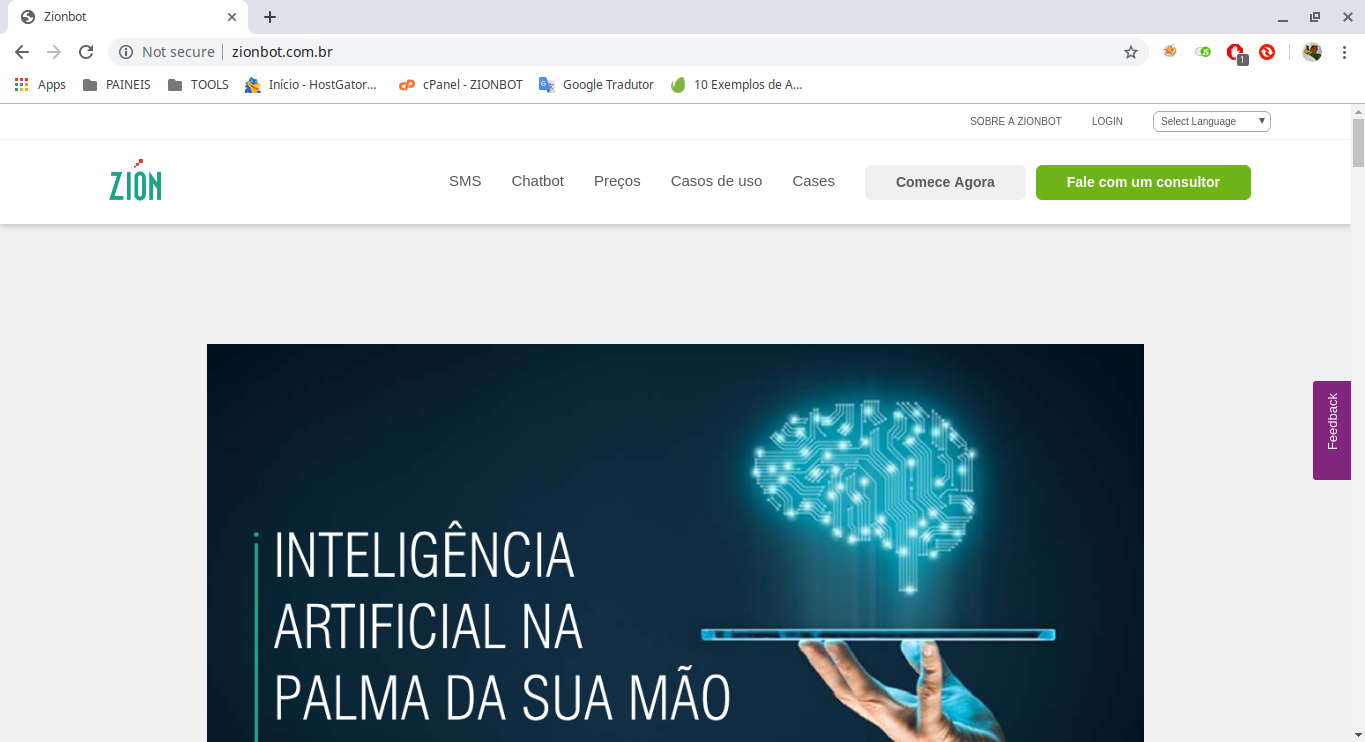 Zionbot
Not secure zionbot.com.br
1
Apps PAINEIS TOOLS Início - HostGator... cPanel - ZIONBOT Google Tradutor 10 Exemplos de A...
SOBRE A ZIONBOT LOGIN Select Language
ZION SMS Chatbot Preços Casos de uso Cases Comece Agora Fale com um consultor
Feedback
INTELIGÊNCIA
ARTIFICIAL NA
PALMA DA SUA MÃO